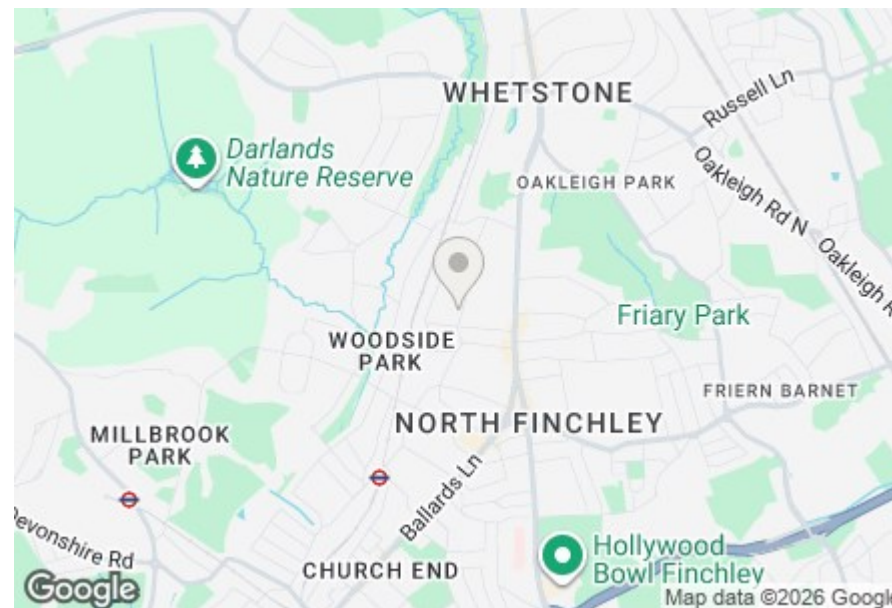 WHETSTONE
Russell Ln
Darlands
Nature Reserve
OAKLEIGH PARK
Oakleigh Rd N
Oakleigh R
Friary Park
WOODSIDE
PARK
FRIERN BARNET
NORTH FINCHLEY
MILLBROOK
PARK
Ballards Ln
Devonshire Rd
CHURCH END
Hollywood
Bowl Finchley
Google
Map data ©2026 Google